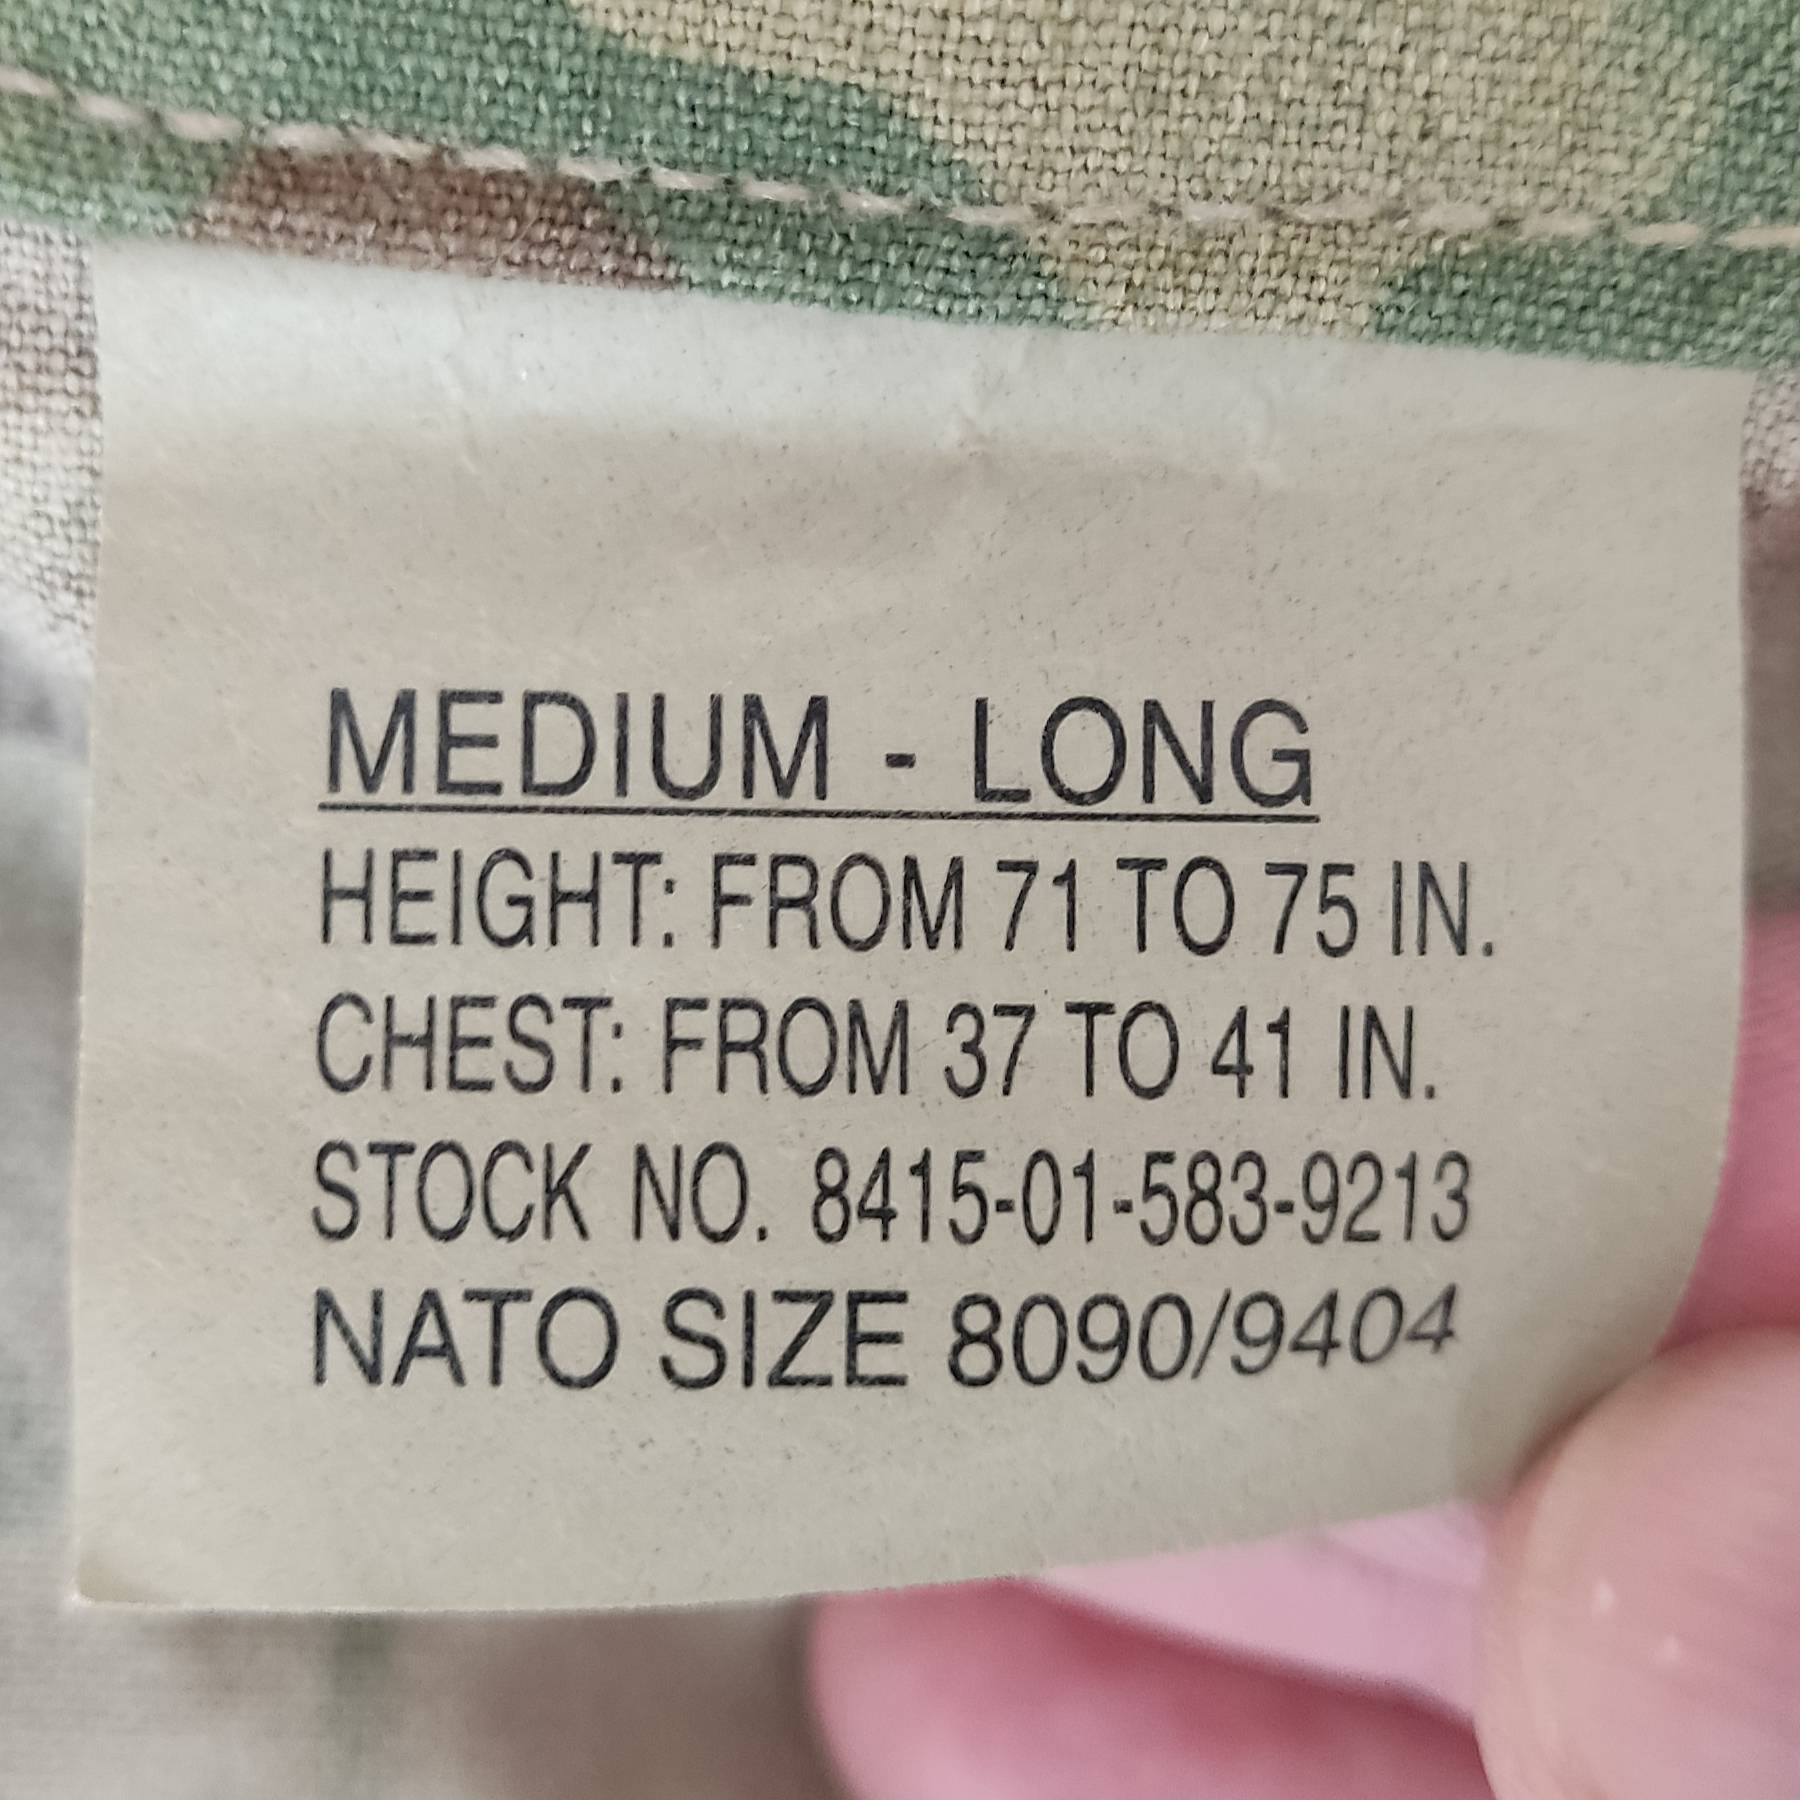 MEDIUM - LONG
HEIGHT: FROM 71 TO 75 IN.
CHEST: FROM 37 TO 41 IN.
STOCK NO. 8415-01-583-9213
NATO SIZE 8090/9404